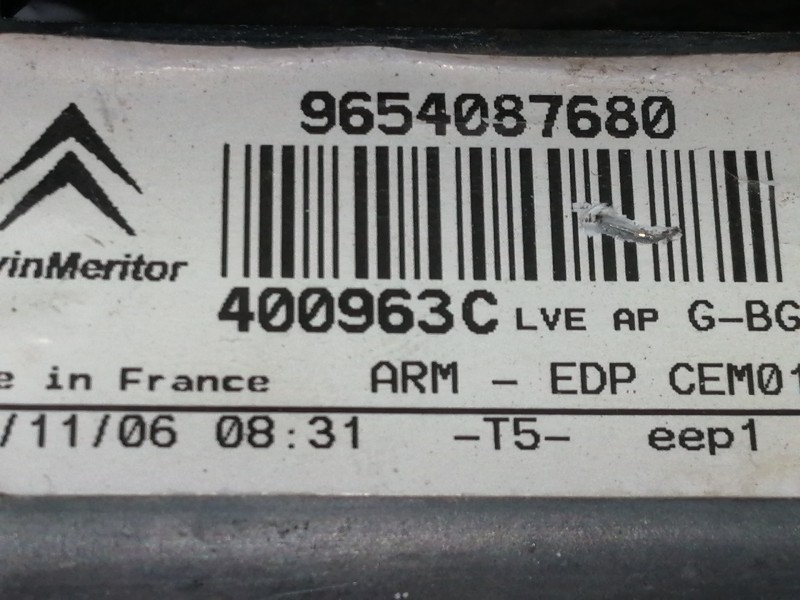 9654087680
vinMeritor
400963C LVE AP G-BG
e in France ARM - EDP CEM01
/11/06 08:31 -T5- eep1